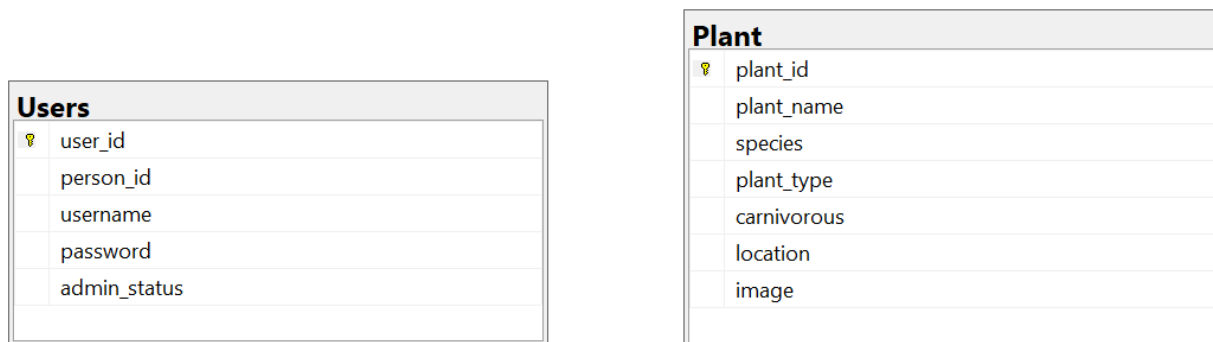 Users
user_id
person_id
username
password
admin_status
Plant
plant_id
plant_name
species
plant_type
carnivorous
location
image